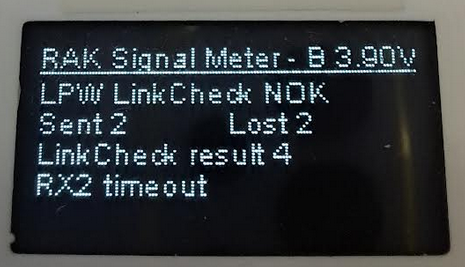 RAK Signal Meter - B 3.90V
LPW LinkCheck NOK
Sent 2 Lost 2
LinkCheck result 4
RX2 timeout